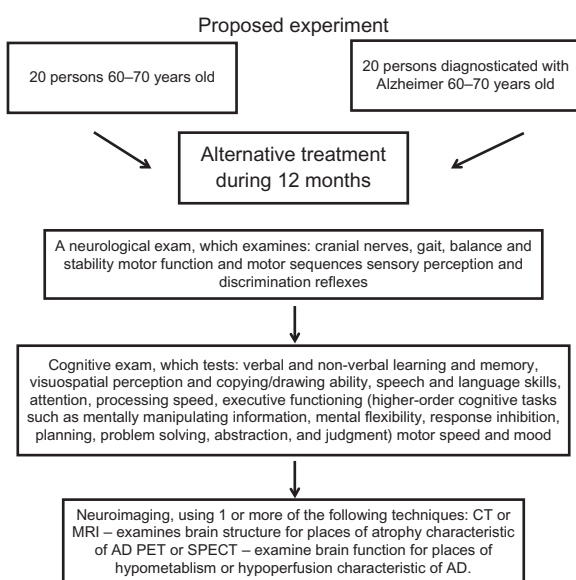 Proposed experiment
20 persons 60–70 years old
20 persons diagnosticated with
Alzheimer 60–70 years old
Alternative treatment
during 12 months
A neurological exam, which examines: cranial nerves, gait, balance and
stability motor function and motor sequences sensory perception and
discrimination reflexes
Cognitive exam, which tests: verbal and non-verbal learning and memory,
visuospatial perception and copying/drawing ability, speech and language skills,
attention, processing speed, executive functioning (higher-order cognitive tasks
such as mentally manipulating information, mental flexibility, response inhibition,
planning, problem solving, abstraction, and judgment) motor speed and mood
Neuroimaging, using 1 or more of the following techniques: CT or
MRI – examines brain structure for places of atrophy characteristic
of AD PET or SPECT – examine brain function for places of
hypometablism or hypoperfusion characteristic of AD.